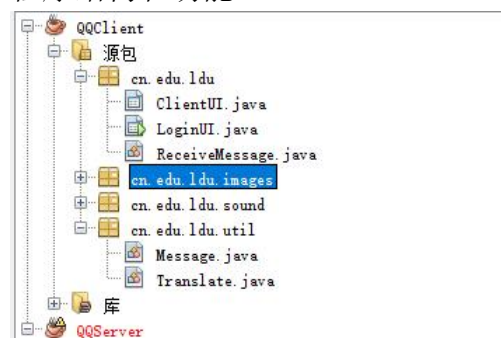 QQClient
源包
cn.edu.ldu
ClientUI.java
LoginUI.java
ReceiveMessage.java
cn.edu.ldu.images
cn.edu.ldu.sound
cn.edu.ldu.util
Message.java
Translate.java
库
QQServer